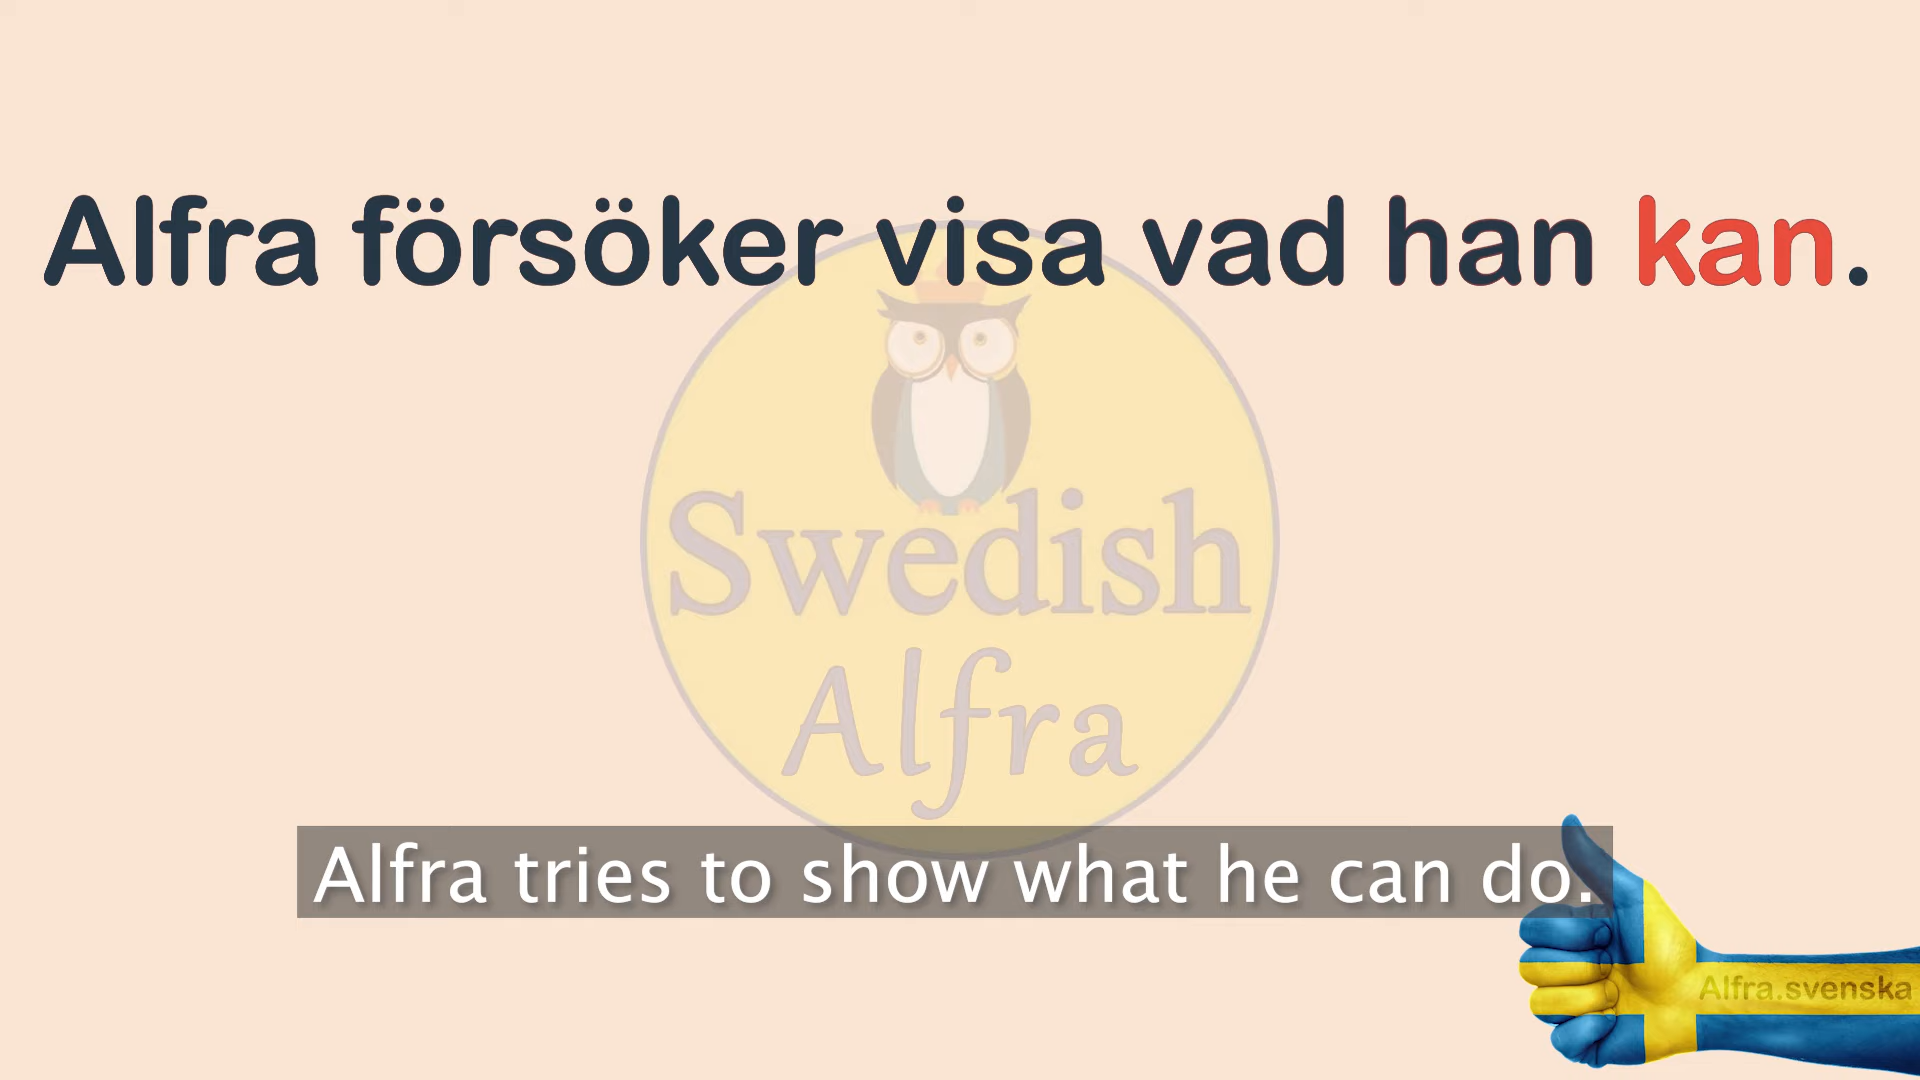 Alfra försöker visa vad han kan.
Swedish
Alfra
Alfra tries to show what he can do.
Alfra.svenska